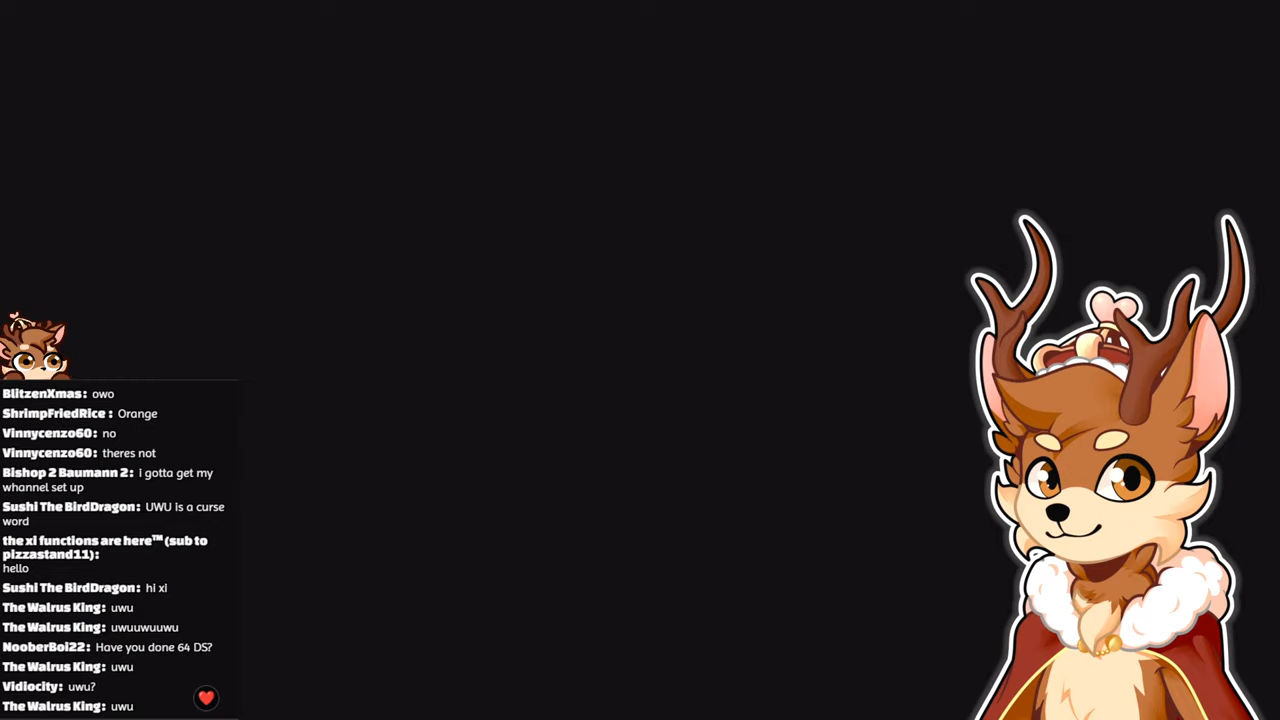 BlitzenXmas: owo
ShrimpFriedRice : Orange
Vinnycenzo60: no
Vinnycenzo60: theres not
Bishop 2 Baumann 2: i gotta get my
whannel set up
Sushi The BirdDragon: UWU is a curse
word
the xi functions are here™ (sub to
pizzastand11):
hello
Sushi The BirdDragon: hi xi
The Walrus King: uwu
The Walrus King: uwuuwuuwu
NooberBoi22: Have you done 64 DS?
The Walrus King: uwu
Vidiocity: uwu?
The Walrus King: uwu